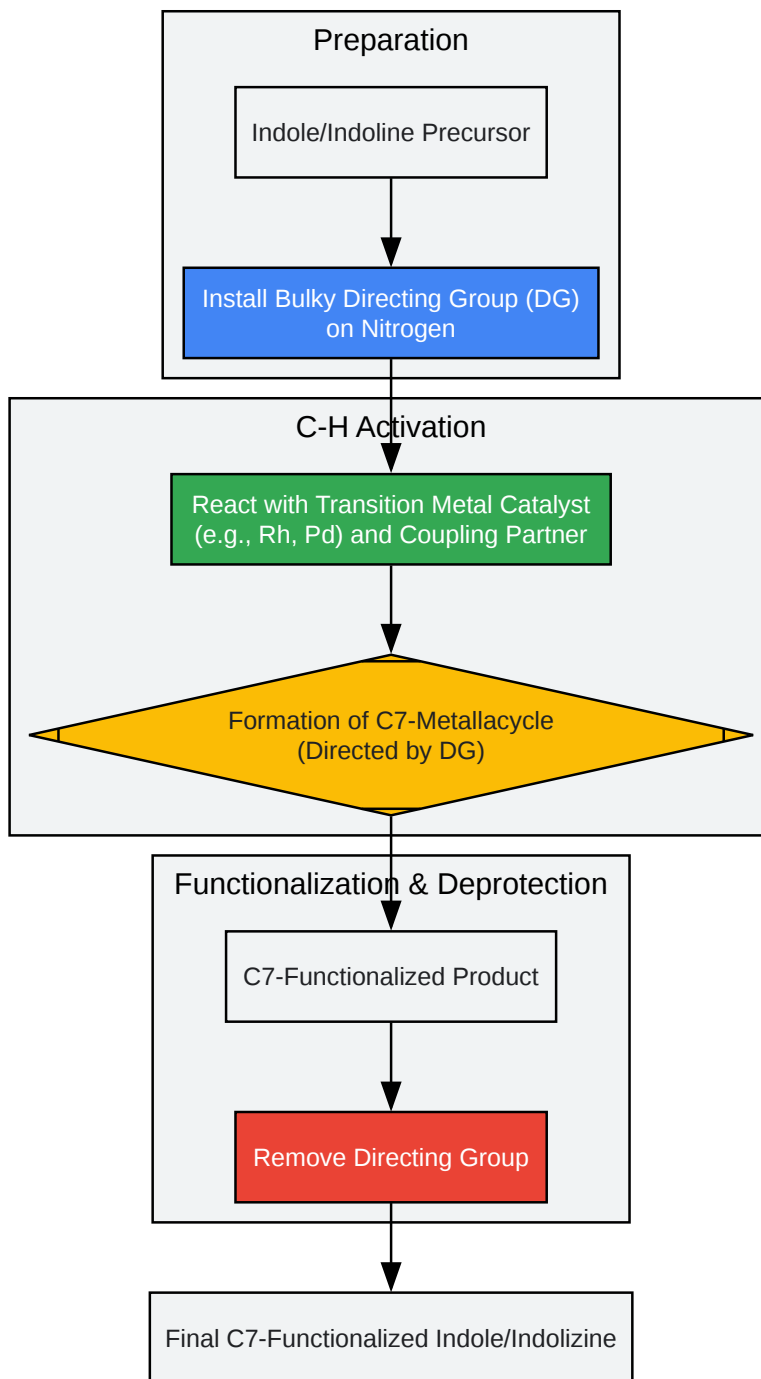 Preparation
Indole/Indoline Precursor
Install Bulky Directing Group (DG)
on Nitrogen
C-H Activation
React with Transition Metal Catalyst
(e.g., Rh, Pd) and Coupling Partner
Formation of C7-Metallacycle
(Directed by DG)
Functionalization & Deprotection
C7-Functionalized Product
Remove Directing Group
Final C7-Functionalized Indole/Indolizine